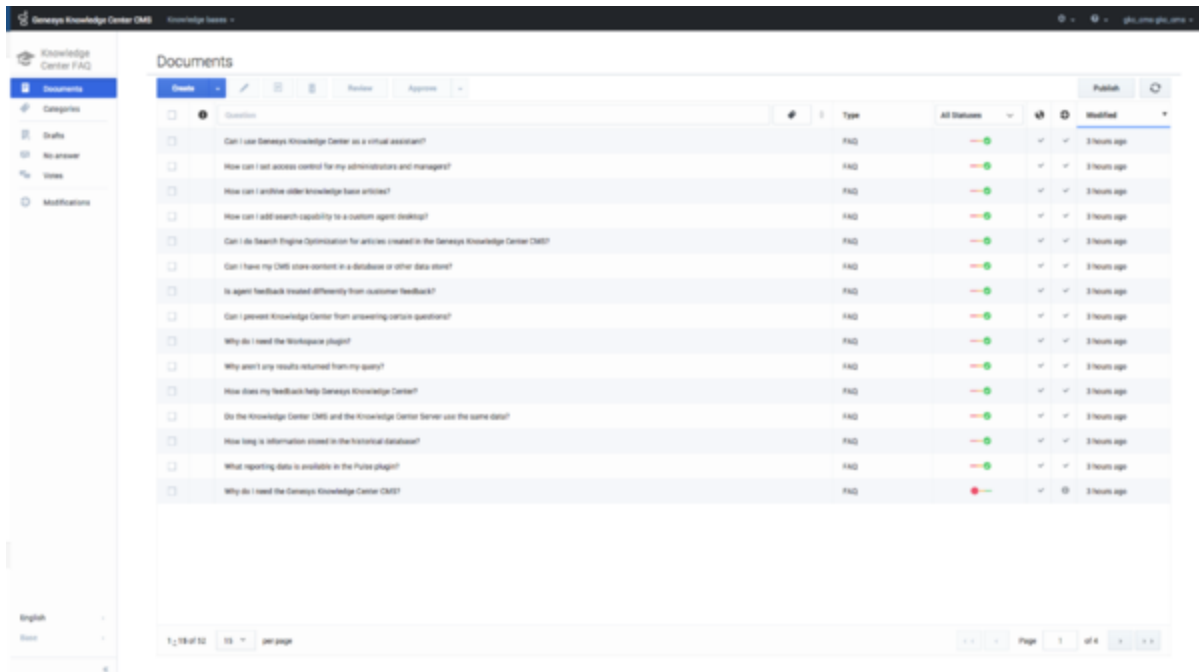 Genesys Knowledge Center CMS Knowledge bases gkc_cms gkc_cms
Knowledge
Center FAQ
Documents
Categories
Drafts
No answer
Votes
Modifications
English
Base
Documents
Create Review Approve Publish
Question Type All Statuses Modified
Can I use Genesys Knowledge Center as a virtual assistant? FAQ 3 hours ago
How can I set access control for my administrators and managers? FAQ 3 hours ago
How can I archive older knowledge base articles? FAQ 3 hours ago
How can I add search capability to a custom agent desktop? FAQ 3 hours ago
Can I do Search Engine Optimization for articles created in the Genesys Knowledge Center CMS? FAQ 3 hours ago
Can I have my CMS store content in a database or other data store? FAQ 3 hours ago
Is agent feedback treated differently from customer feedback? FAQ 3 hours ago
Can I prevent Knowledge Center from answering certain questions? FAQ 3 hours ago
Why do I need the Workspace plugin? FAQ 3 hours ago
Why aren't any results returned from my query? FAQ 3 hours ago
How does my feedback help Genesys Knowledge Center? FAQ 3 hours ago
Do the Knowledge Center CMS and the Knowledge Center Server use the same data? FAQ 3 hours ago
How long is information stored in the historical database? FAQ 3 hours ago
What reporting data is available in the Pulse plugin? FAQ 3 hours ago
Why do I need the Genesys Knowledge Center CMS? FAQ 3 hours ago
1 - 15 of 52 15 per page Page 1 of 4